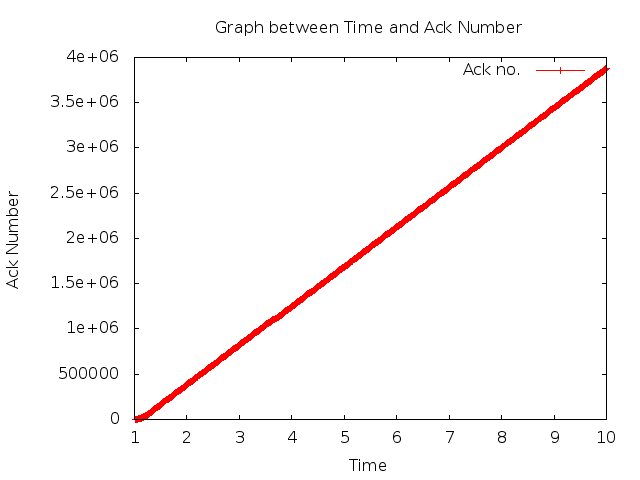 Graph between Time and Ack Number
4e+06
Ack no.
3.5e+06
3e+06
2.5e+06
2e+06
1.5e+06
1e+06
500000
0
Ack Number
1 2 3 4 5 6 7 8 9 10
Time